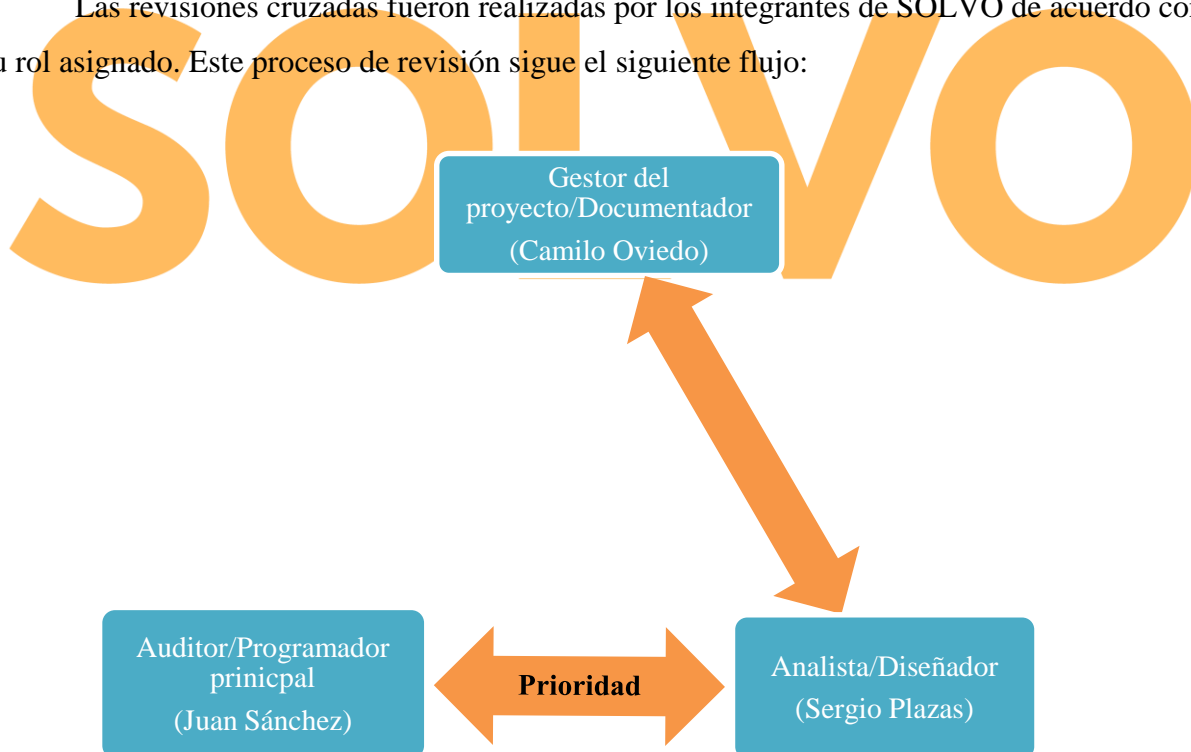 Las revisiones cruzadas fueron realizadas por los integrantes de SOLVO de acuerdo con
u rol asignado. Este proceso de revisión sigue el siguiente flujo:
SOLVO
Gestor del
proyecto/Documentador
(Camilo Oviedo)
Auditor/Programador
prinicpal
(Juan Sánchez)
Prioridad
Analista/Diseñador
(Sergio Plazas)